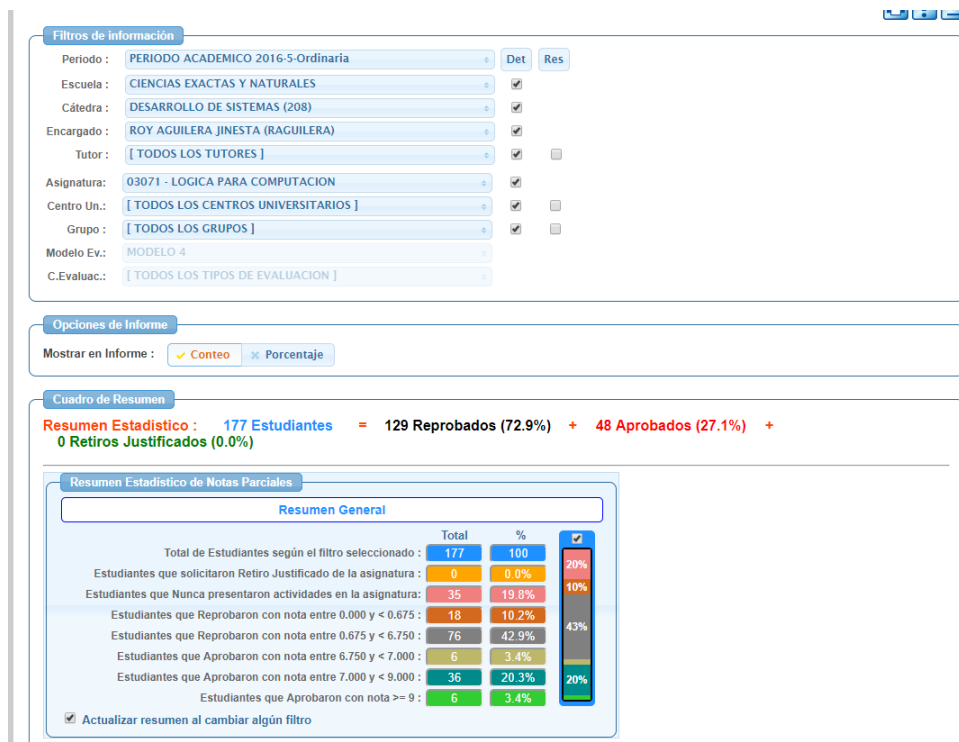 Filtros de información
Periodo : PERIODO ACADEMICO 2016-5-Ordinaria Det Res
Escuela : CIENCIAS EXACTAS Y NATURALES
Cátedra : DESARROLLO DE SISTEMAS (208)
Encargado : ROY AGUILERA JINESTA (RAGUILERA)
Tutor : [ TODOS LOS TUTORES ]
Asignatura: 03071 - LOGICA PARA COMPUTACION
Centro Un.: [ TODOS LOS CENTROS UNIVERSITARIOS ]
Grupo : [ TODOS LOS GRUPOS ]
Modelo Ev.: MODELO 4
C.Evaluac.: [ TODOS LOS TIPOS DE EVALUACION ]
Opciones de Informe
Mostrar en Informe : Conteo Porcentaje
Cuadro de Resumen
Resumen Estadístico : 177 Estudiantes = 129 Reprobados (72.9%) + 48 Aprobados (27.1%) +
0 Retiros Justificados (0.0%)
Resumen Estadístico de Notas Parciales
Resumen General
Total %
Total de Estudiantes según el filtro seleccionado : 177 100
Estudiantes que solicitaron Retiro Justificado de la asignatura : 0 0.0% 20%
Estudiantes que Nunca presentaron actividades en la asignatura: 35 19.8% 10%
Estudiantes que Reprobaron con nota entre 0.000 y < 0.675 : 18 10.2%
Estudiantes que Reprobaron con nota entre 0.675 y < 6.750 : 76 42.9% 43%
Estudiantes que Aprobaron con nota entre 6.750 y < 7.000 : 6 3.4%
Estudiantes que Aprobaron con nota entre 7.000 y < 9.000 : 36 20.3% 20%
Estudiantes que Aprobaron con nota >= 9 : 6 3.4%
Actualizar resumen al cambiar algún filtro